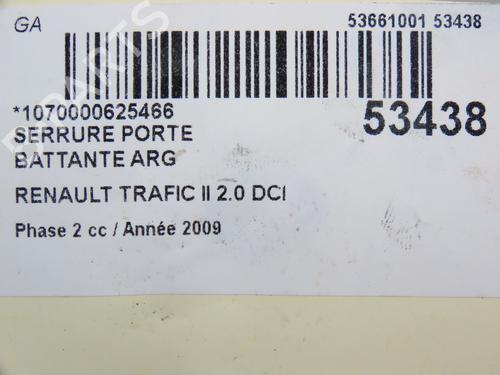 GA
53661001 53438
*1070000625466
53438
SERRURE PORTE
BATTANTE ARG
RENAULT TRAFIC II 2.0 DCI
Phase 2 cc / Année 2009